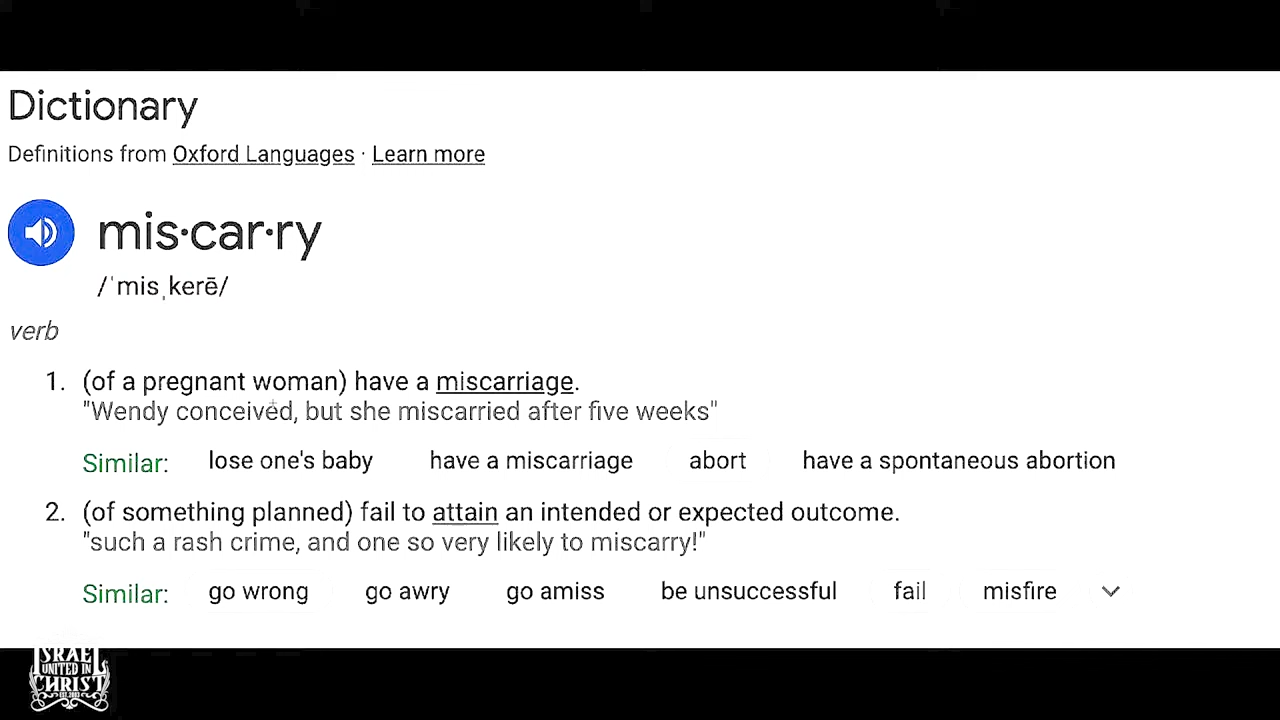 Dictionary
Definitions from Oxford Languages · Learn more
mis·car·ry
/ˈmisˌkerē/
verb
1. (of a pregnant woman) have a miscarriage.
"Wendy conceived, but she miscarried after five weeks"
Similar: lose one's baby have a miscarriage abort have a spontaneous abortion
2. (of something planned) fail to attain an intended or expected outcome.
"such a rash crime, and one so very likely to miscarry!"
Similar: go wrong go awry go amiss be unsuccessful fail misfire
ISRAEL
UNITED IN
CHRIST
EST. 2003